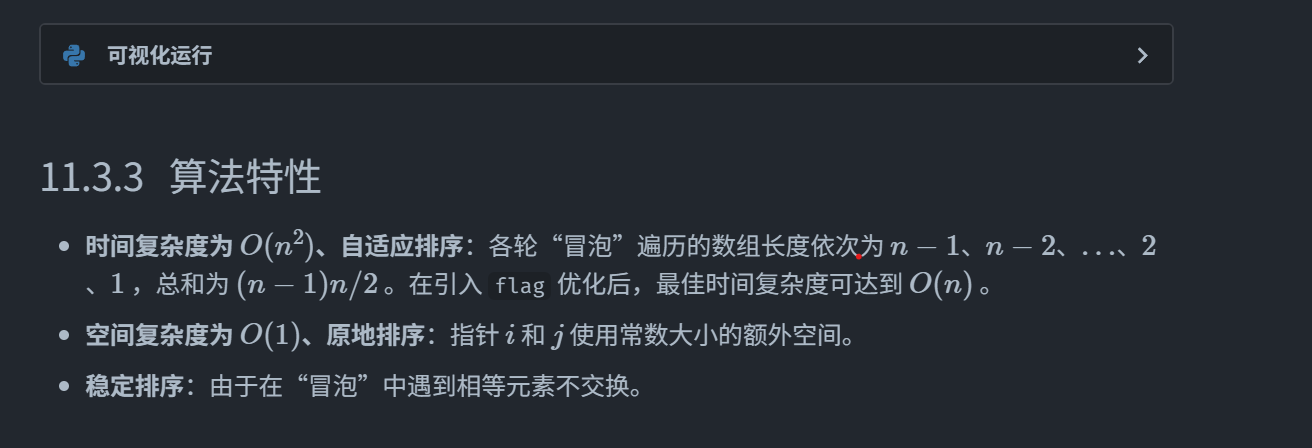 可视化运行
11.3.3 算法特性
时间复杂度为 O(n²)、自适应排序：各轮“冒泡”遍历的数组长度依次为 n − 1、n − 2、…、2
、1 ，总和为 (n − 1)n/2 。在引入 flag 优化后，最佳时间复杂度可达到 O(n) 。
空间复杂度为 O(1)、原地排序：指针 i 和 j 使用常数大小的额外空间。
稳定排序：由于在“冒泡”中遇到相等元素不交换。